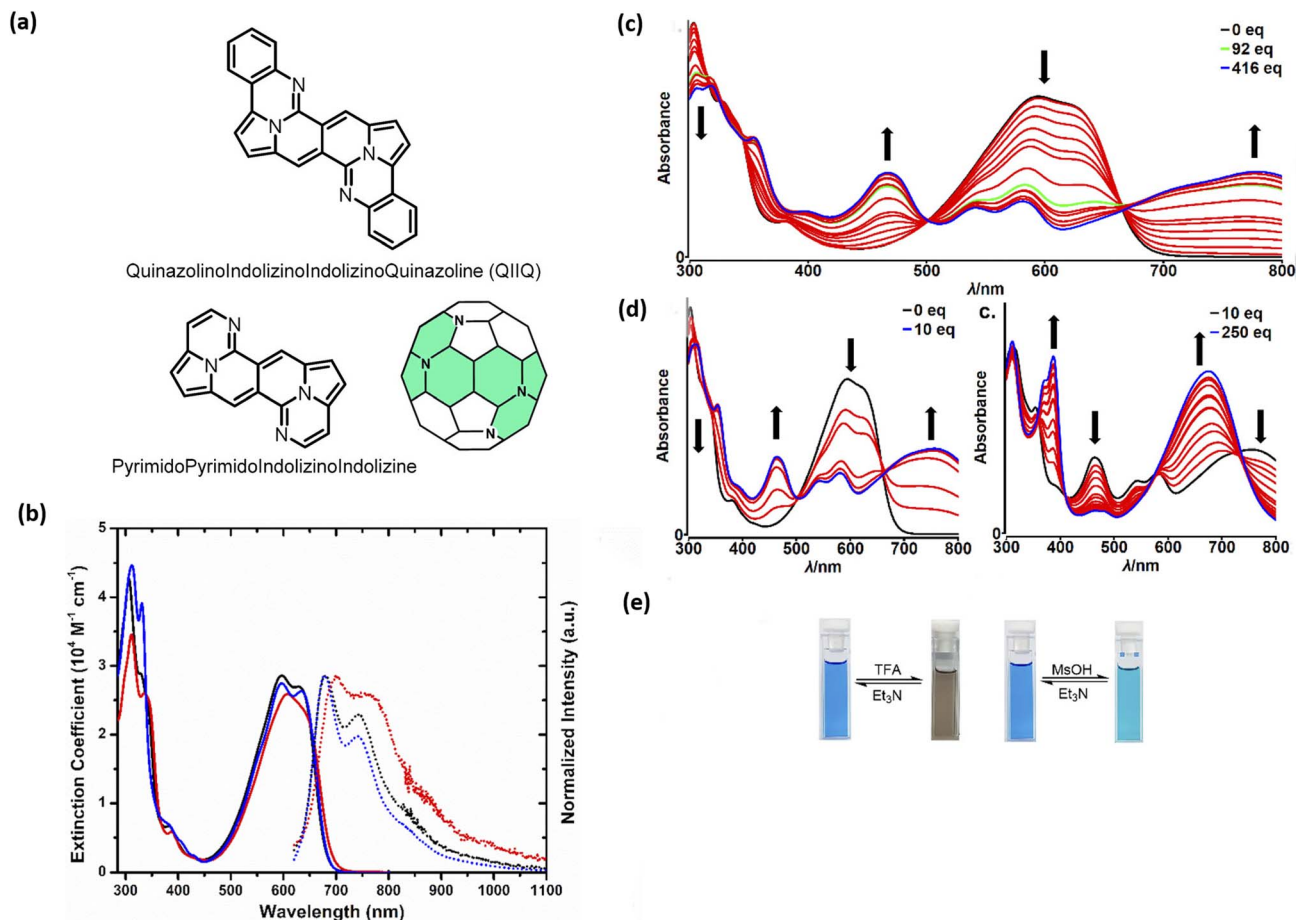 (a)
N
N
N
N
QuinazolinoIndolizinoIndolizinoQuinazoline (QIIQ)
N
N
N
N
N
N
N
N
PyrimidoPyrimidoIndolizinoIndolizine
(b)
Extinction Coefficient (10⁴ M⁻¹ cm⁻¹)
5
4
3
2
1
0
300 400 500 600 700 800 900 1000 1100
Wavelength (nm)
Normalized Intensity (a.u.)
(c)
0 eq
92 eq
416 eq
Absorbance
0
300 400 500 600 700 800
λ/nm
(d)
0 eq
10 eq
Absorbance
0
300 400 500 600 700 800
λ/nm
c.
10 eq
250 eq
Absorbance
0
300 400 500 600 700 800
λ/nm
(e)
TFA
Et₃N
MsOH
Et₃N